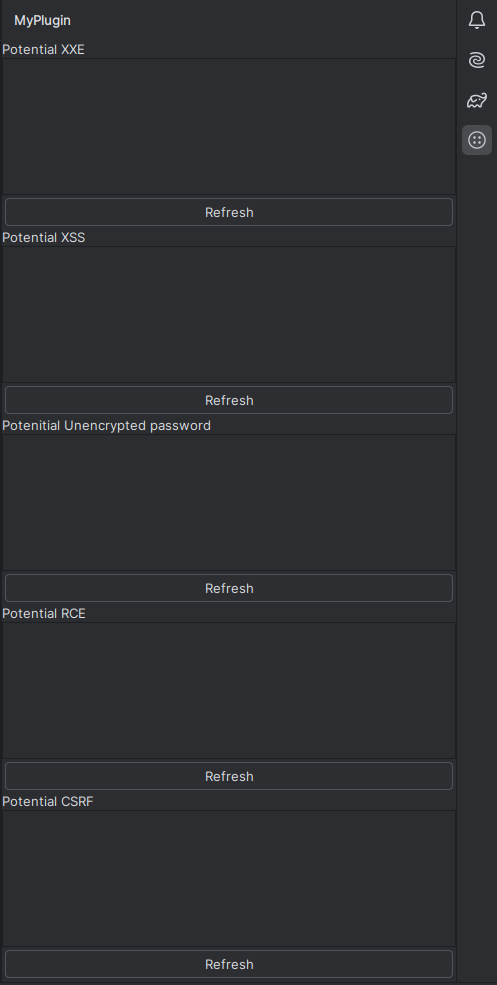 MyPlugin
Potential XXE
Refresh
Potential XSS
Refresh
Potenitial Unencrypted password
Refresh
Potential RCE
Refresh
Potential CSRF
Refresh